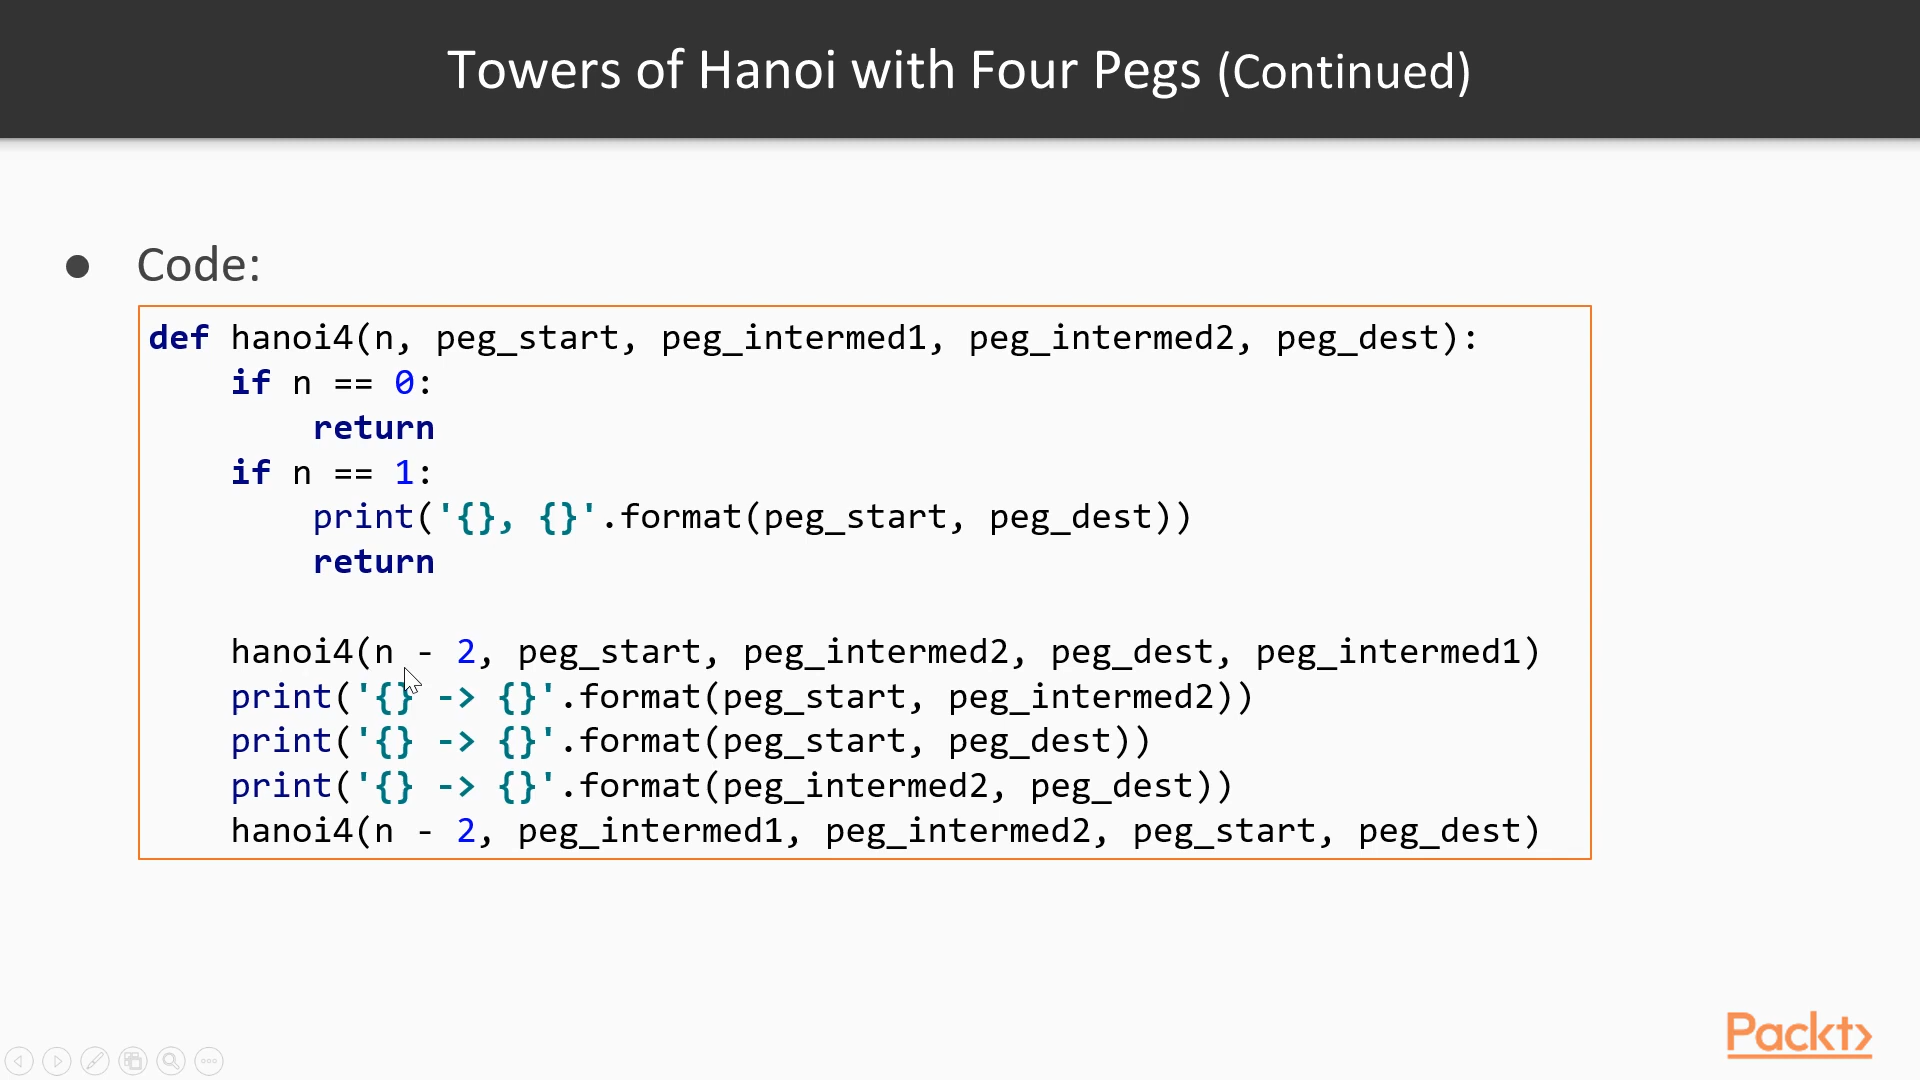 Towers of Hanoi with Four Pegs (Continued)
● Code:
def hanoi4(n, peg_start, peg_intermed1, peg_intermed2, peg_dest):
    if n == 0:
        return
    if n == 1:
        print('{}, {}'.format(peg_start, peg_dest))
        return
    hanoi4(n - 2, peg_start, peg_intermed2, peg_dest, peg_intermed1)
    print('{} -> {}'.format(peg_start, peg_intermed2))
    print('{} -> {}'.format(peg_start, peg_dest))
    print('{} -> {}'.format(peg_intermed2, peg_dest))
    hanoi4(n - 2, peg_intermed1, peg_intermed2, peg_start, peg_dest)
Packt>